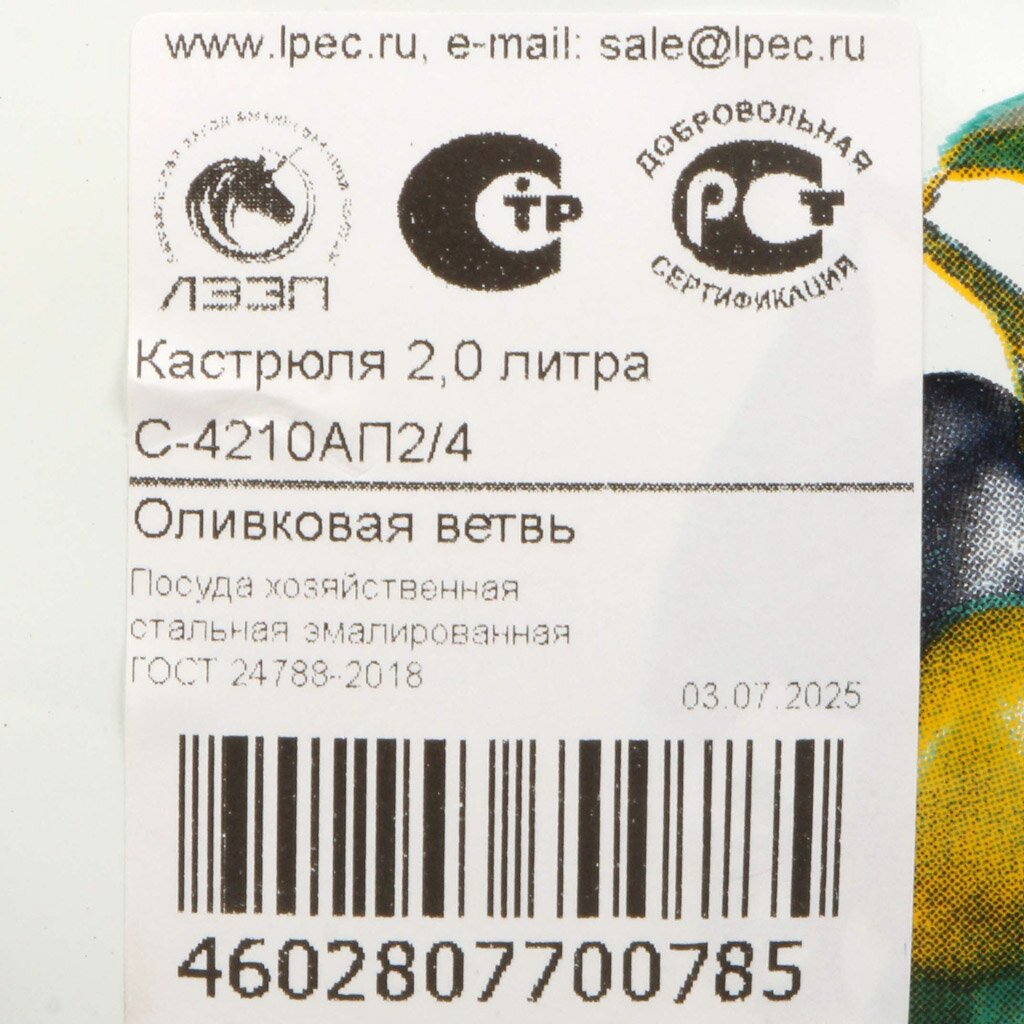 www.lpec.ru, e-mail: sale@lpec.ru
ЛЭЗП
СТР
ДОБРОВОЛЬНАЯ
РСТ
СЕРТИФИКАЦИЯ
Кастрюля 2,0 литра
С-4210АП2/4
Оливковая ветвь
Посуда хозяйственная
стальная эмалированная
ГОСТ 24788-2018
03.07.2025
4602807700785